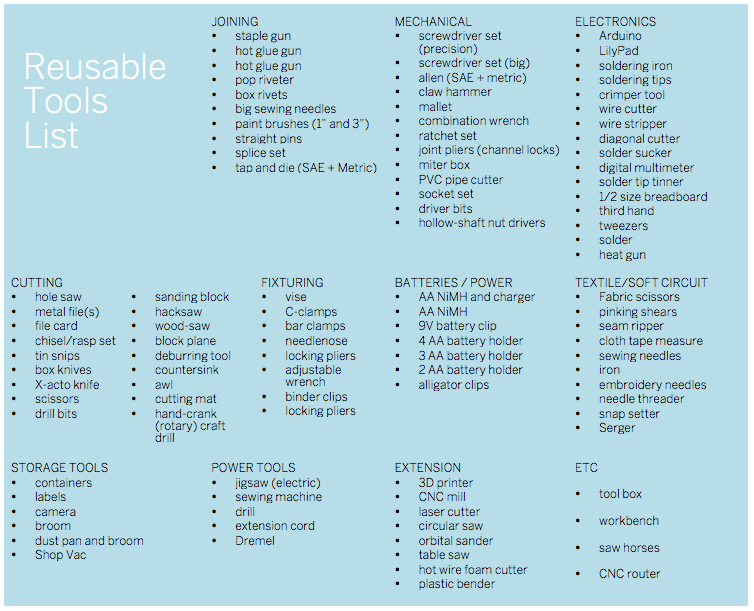 Reusable
Tools
List
JOINING
• staple gun
• hot glue gun
• hot glue gun
• pop riveter
• box rivets
• big sewing needles
• paint brushes (1" and 3")
• straight pins
• splice set
• tap and die (SAE + Metric)
MECHANICAL
• screwdriver set
(precision)
• screwdriver set (big)
• allen (SAE + metric)
• claw hammer
• mallet
• combination wrench
• ratchet set
• joint pliers (channel locks)
• miter box
• PVC pipe cutter
• socket set
• driver bits
• hollow-shaft nut drivers
ELECTRONICS
• Arduino
• LilyPad
• soldering iron
• soldering tips
• crimper tool
• wire cutter
• wire stripper
• diagonal cutter
• solder sucker
• digital multimeter
• solder tip tinner
• 1/2 size breadboard
• third hand
• tweezers
• solder
• heat gun
CUTTING
• hole saw
• metal file(s)
• file card
• chisel/rasp set
• tin snips
• box knives
• X-acto knife
• scissors
• drill bits
• sanding block
• hacksaw
• wood-saw
• block plane
• deburring tool
• countersink
• awl
• cutting mat
• hand-crank
(rotary) craft
drill
FIXTURING
• vise
• C-clamps
• bar clamps
• needlenose
• locking pliers
• adjustable
wrench
• binder clips
• locking pliers
BATTERIES / POWER
• AA NiMH and charger
• AA NiMH
• 9V battery clip
• 4 AA battery holder
• 3 AA battery holder
• 2 AA battery holder
• alligator clips
TEXTILE/SOFT CIRCUIT
• Fabric scissors
• pinking shears
• seam ripper
• cloth tape measure
• sewing needles
• iron
• embroidery needles
• needle threader
• snap setter
• Serger
STORAGE TOOLS
• containers
• labels
• camera
• broom
• dust pan and broom
• Shop Vac
POWER TOOLS
• jigsaw (electric)
• sewing machine
• drill
• extension cord
• Dremel
EXTENSION
• 3D printer
• CNC mill
• laser cutter
• circular saw
• orbital sander
• table saw
• hot wire foam cutter
• plastic bender
ETC
• tool box
• workbench
• saw horses
• CNC router